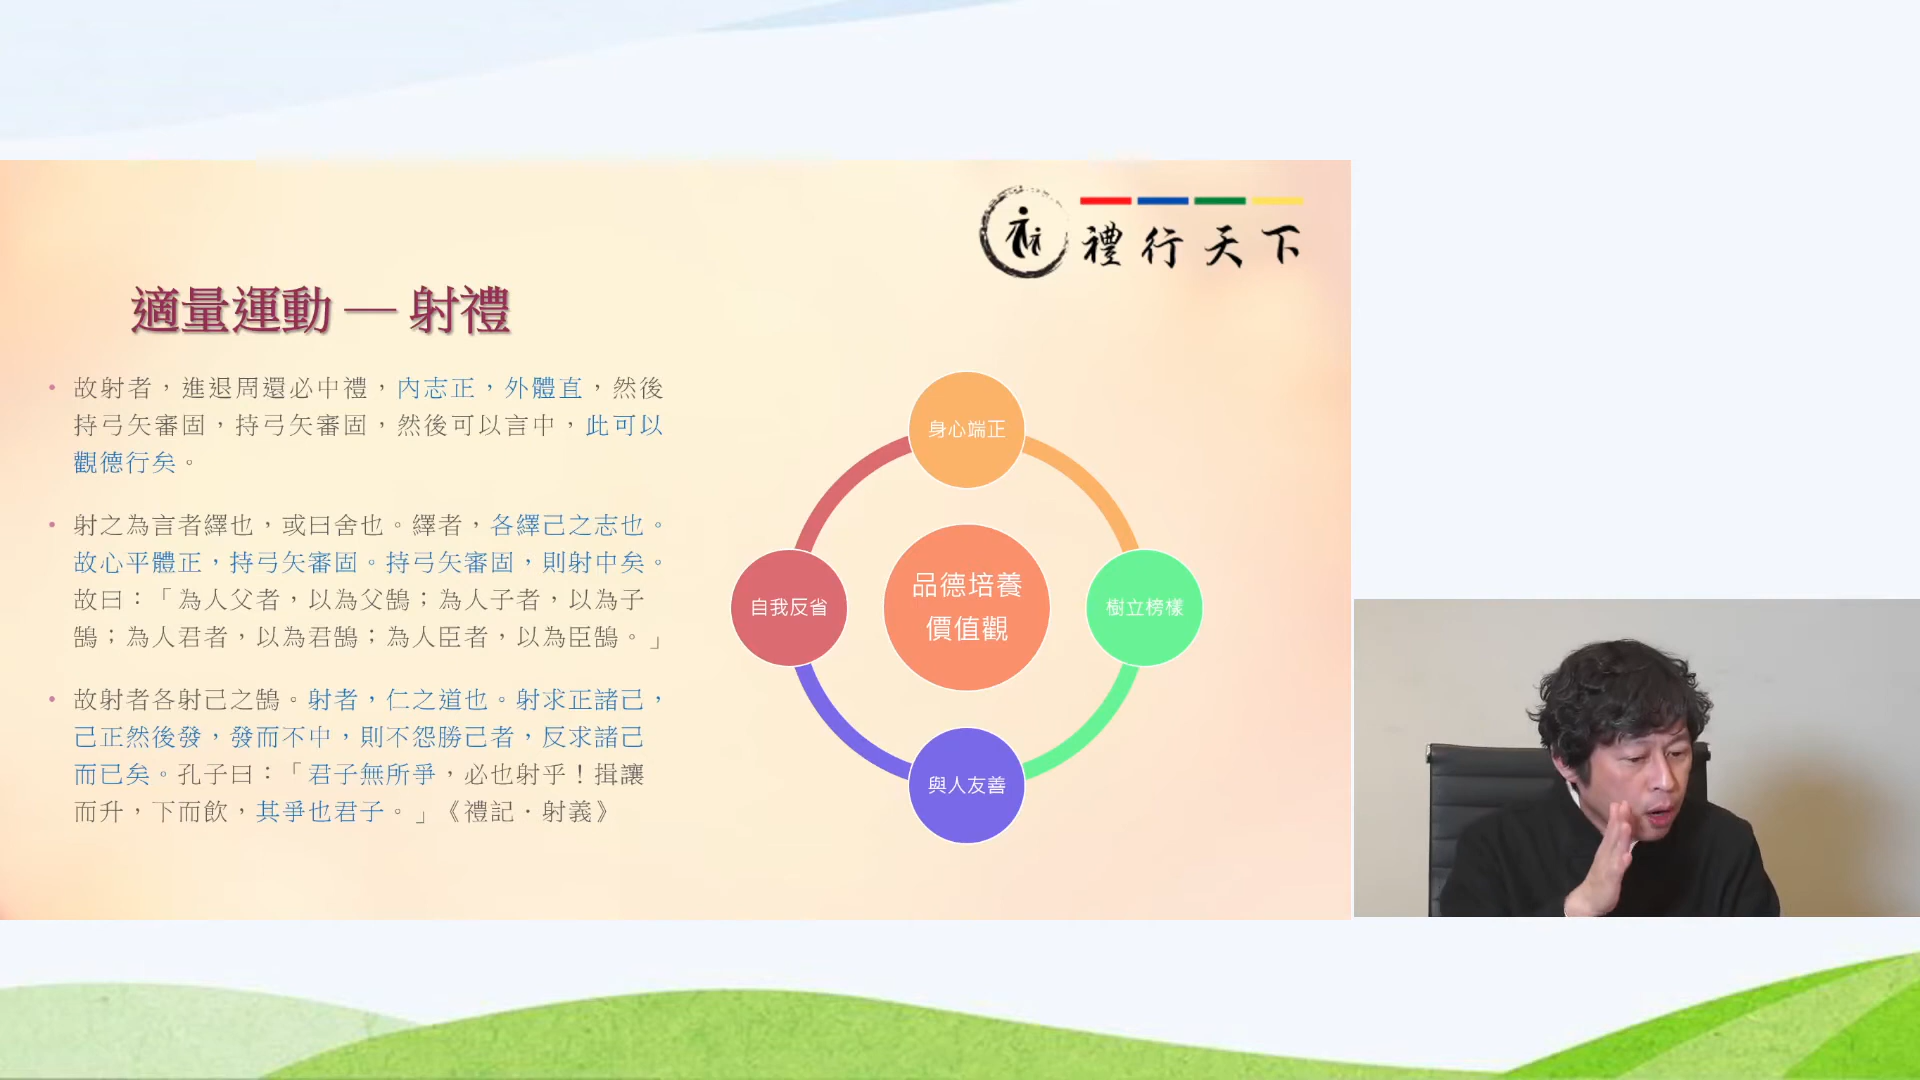 禮行天下
適量運動 — 射禮
• 故射者，進退周還必中禮，內志正，外體直，然後
持弓矢審固，持弓矢審固，然後可以言中，此可以
觀德行矣。
• 射之為言者繹也，或曰舍也。繹者，各繹己之志也。
故心平體正，持弓矢審固。持弓矢審固，則射中矣。
故曰：「為人父者，以為父鵠；為人子者，以為子
鵠；為人君者，以為君鵠；為人臣者，以為臣鵠。」
• 故射者各射己之鵠。射者，仁之道也。射求正諸己，
己正然後發，發而不中，則不怨勝己者，反求諸己
而已矣。孔子曰：「君子無所爭，必也射乎！揖讓
而升，下而飲，其爭也君子。」《禮記．射義》
身心端正
自我反省
品德培養
價值觀
樹立榜樣
與人友善